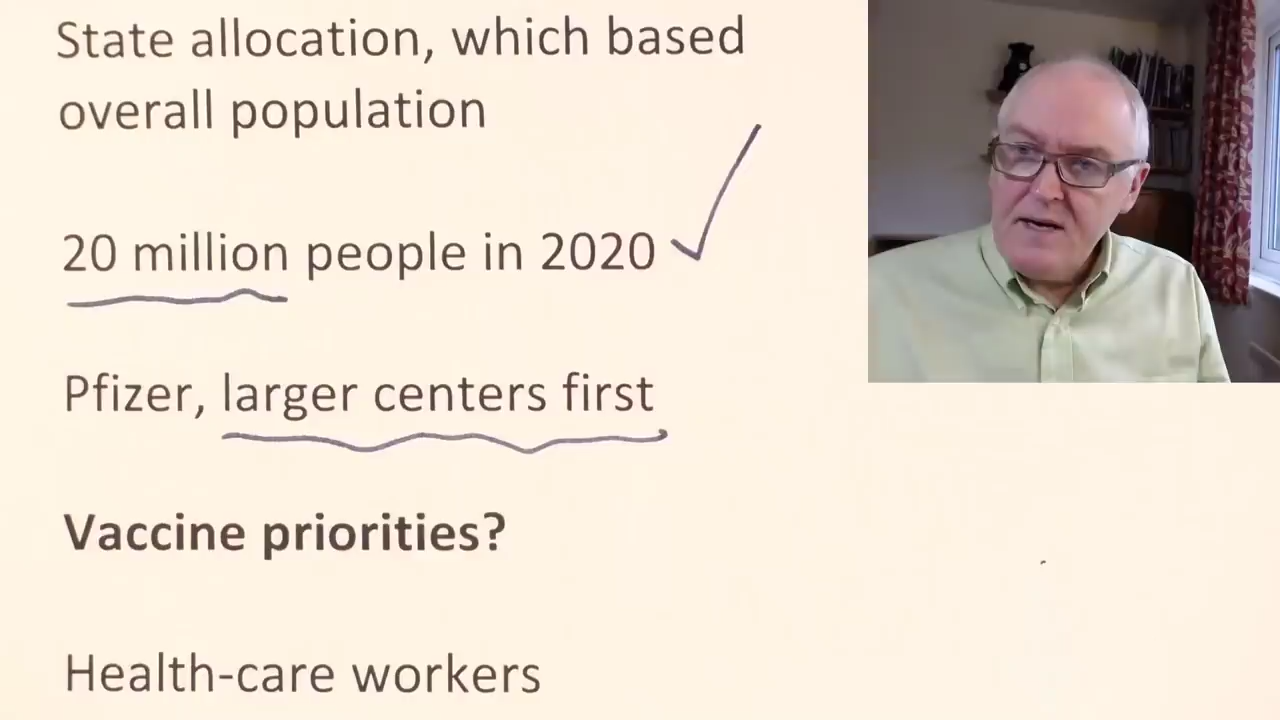 State allocation, which based
overall population
20 million people in 2020
Pfizer, larger centers first
Vaccine priorities?
Health-care workers